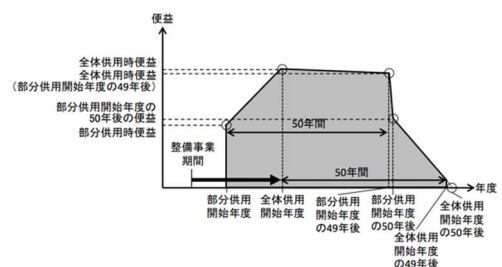 便益
全体供用時便益
全体供用時便益
(部分供用開始年度の49年後)
部分供用開始年度の
50年後の便益
部分供用時便益
50年間
整備事業
期間
50年間
年度
部分供用
開始年度
全体供用
開始年度
部分供用
開始年度
の49年後
部分供用
開始年度
の50年後
全体供用
開始年度
の49年後
全体供用
開始年度
の50年後